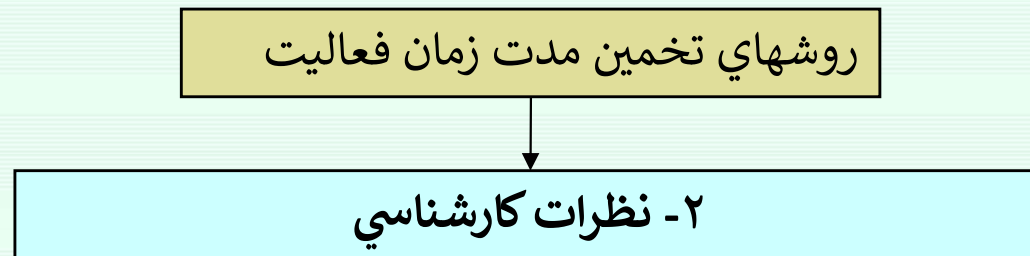 روشهاي تخمين مدت زمان فعاليت
۲- نظرات كارشناسي